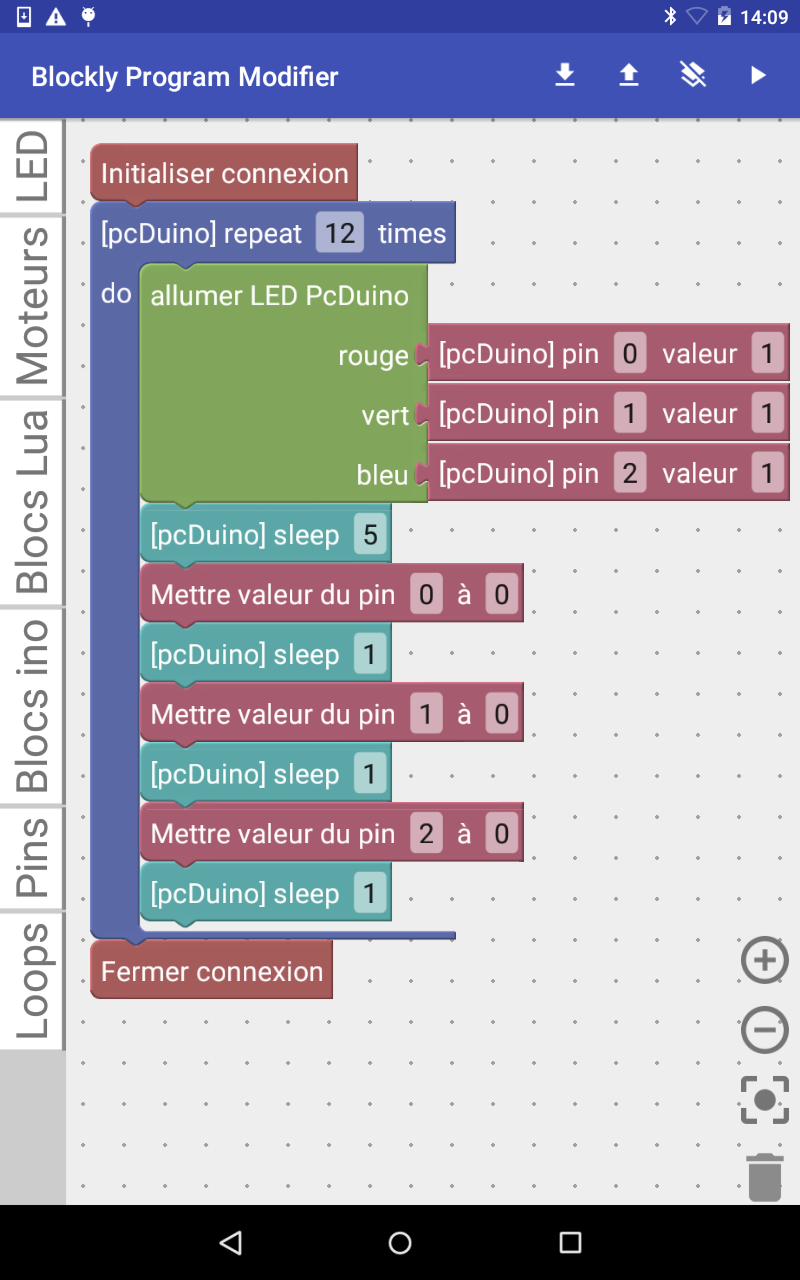 14:09
Blockly Program Modifier
LED
Moteurs
Blocs Lua
Blocs ino
Pins
Loops
Initialiser connexion
[pcDuino] repeat 12 times
do
allumer LED PcDuino
rouge [pcDuino] pin 0 valeur 1
vert [pcDuino] pin 1 valeur 1
bleu [pcDuino] pin 2 valeur 1
[pcDuino] sleep 5
Mettre valeur du pin 0 à 0
[pcDuino] sleep 1
Mettre valeur du pin 1 à 0
[pcDuino] sleep 1
Mettre valeur du pin 2 à 0
[pcDuino] sleep 1
Fermer connexion